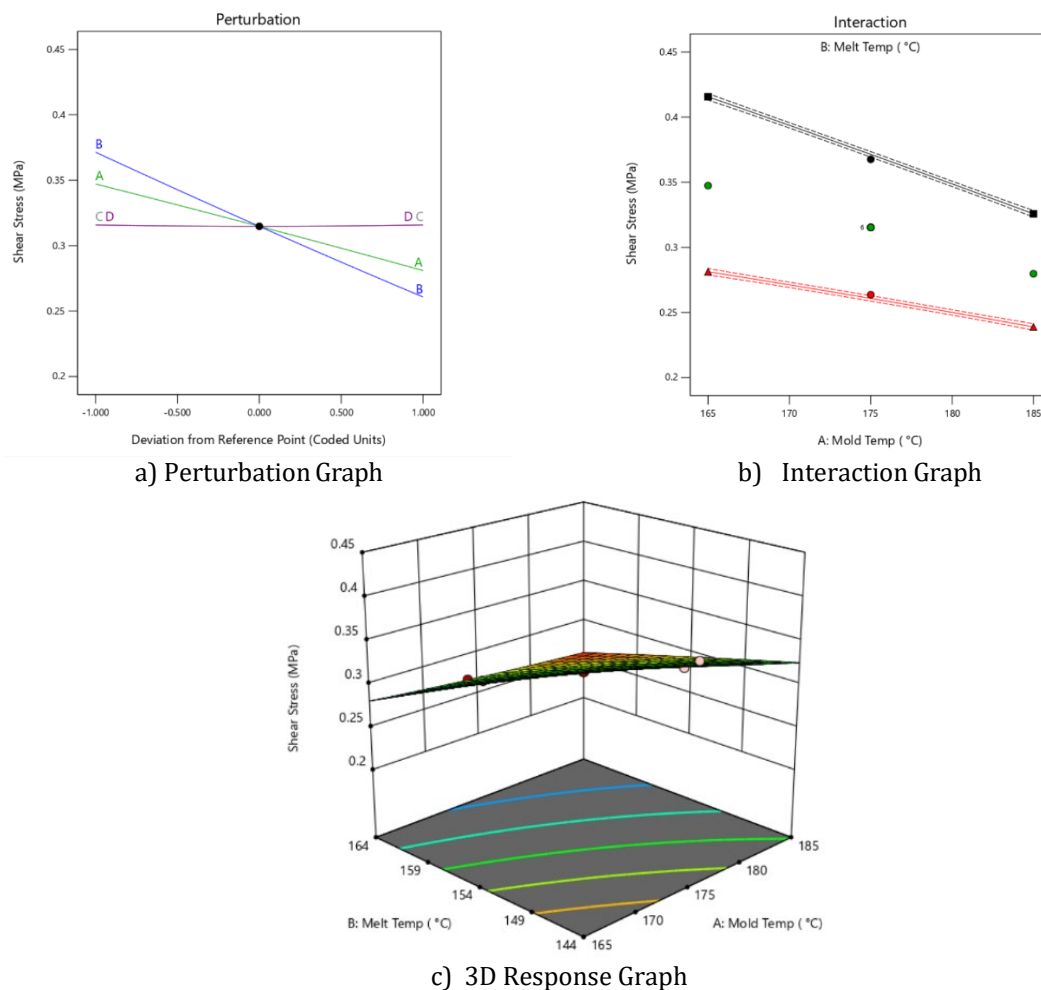 Perturbation
0.45
0.4
0.35
0.3
0.25
0.2
Shear Stress (MPa)
B
A
C D
D C
A
B
-1.000 -0.500 0.000 0.500 1.000
Deviation from Reference Point (Coded Units)
a) Perturbation Graph
Interaction
B: Melt Temp ( °C)
0.45
0.4
0.35
0.3
0.25
0.2
Shear Stress (MPa)
6
165 170 175 180 185
A: Mold Temp ( °C)
b) Interaction Graph
0.45
0.4
0.35
0.3
0.25
0.2
Shear Stress (MPa)
164
159
154
149
144
B: Melt Temp ( °C)
165
170
175
180
185
A: Mold Temp ( °C)
c) 3D Response Graph